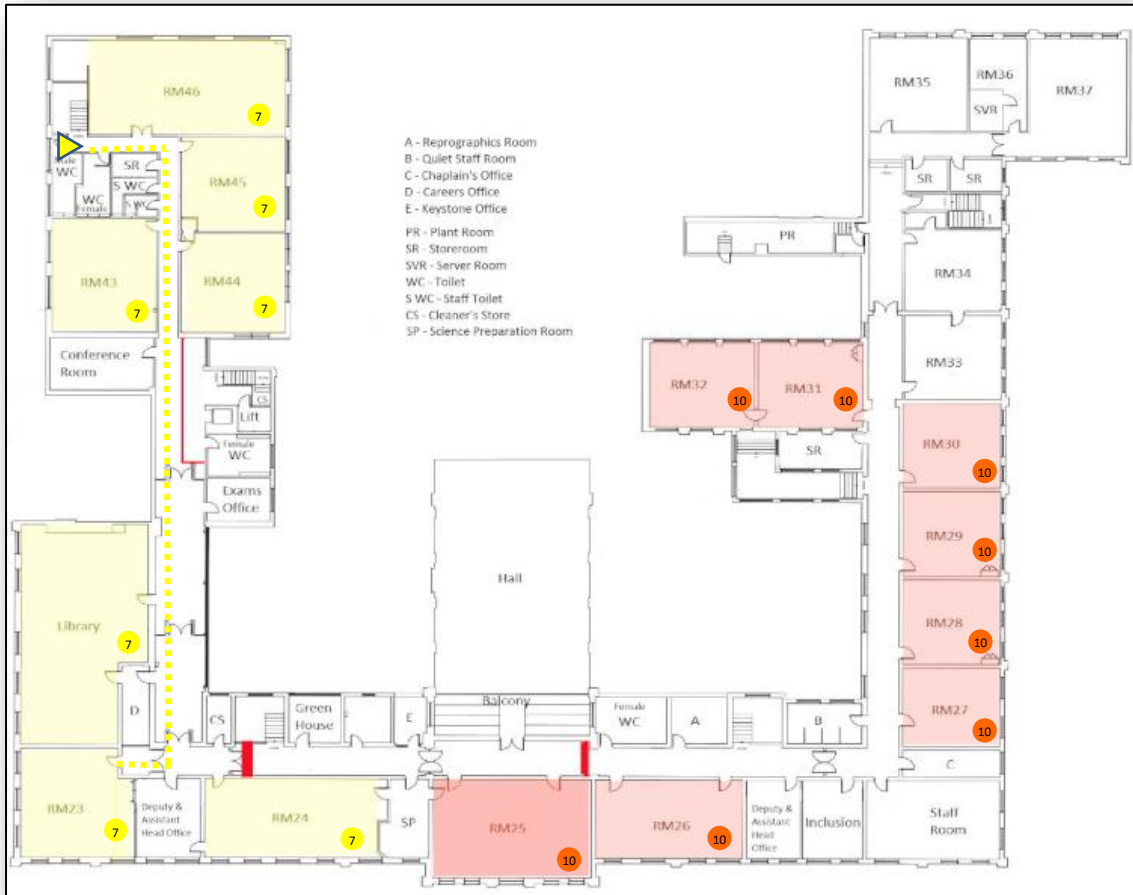 RM46
7
RM35
RM36
SVR
RM37
A - Reprographics Room
B - Quiet Staff Room
C - Chaplain's Office
D - Careers Office
E - Keystone Office
PR - Plant Room
SR - Storeroom
SVR - Server Room
WC - Toilet
S WC - Staff Toilet
CS - Cleaner's Store
SP - Science Preparation Room
Male
WC
WC
Female
SR
S WC
S WC
RM45
7
SR
SR
PR
RM43
7
RM44
7
RM34
Conference
Room
RM33
CS
Lift
Female
WC
Exams
Office
RM32
10
RM31
10
SR
RM30
10
RM29
10
RM28
10
RM27
10
Library
7
Hall
D
CS
Green
House
E
Balcony
Female
WC
A
B
C
RM23
7
Deputy &
Assistant
Head Office
RM24
7
SP
RM25
10
RM26
10
Deputy &
Assistant
Head
Office
Inclusion
Staff
Room